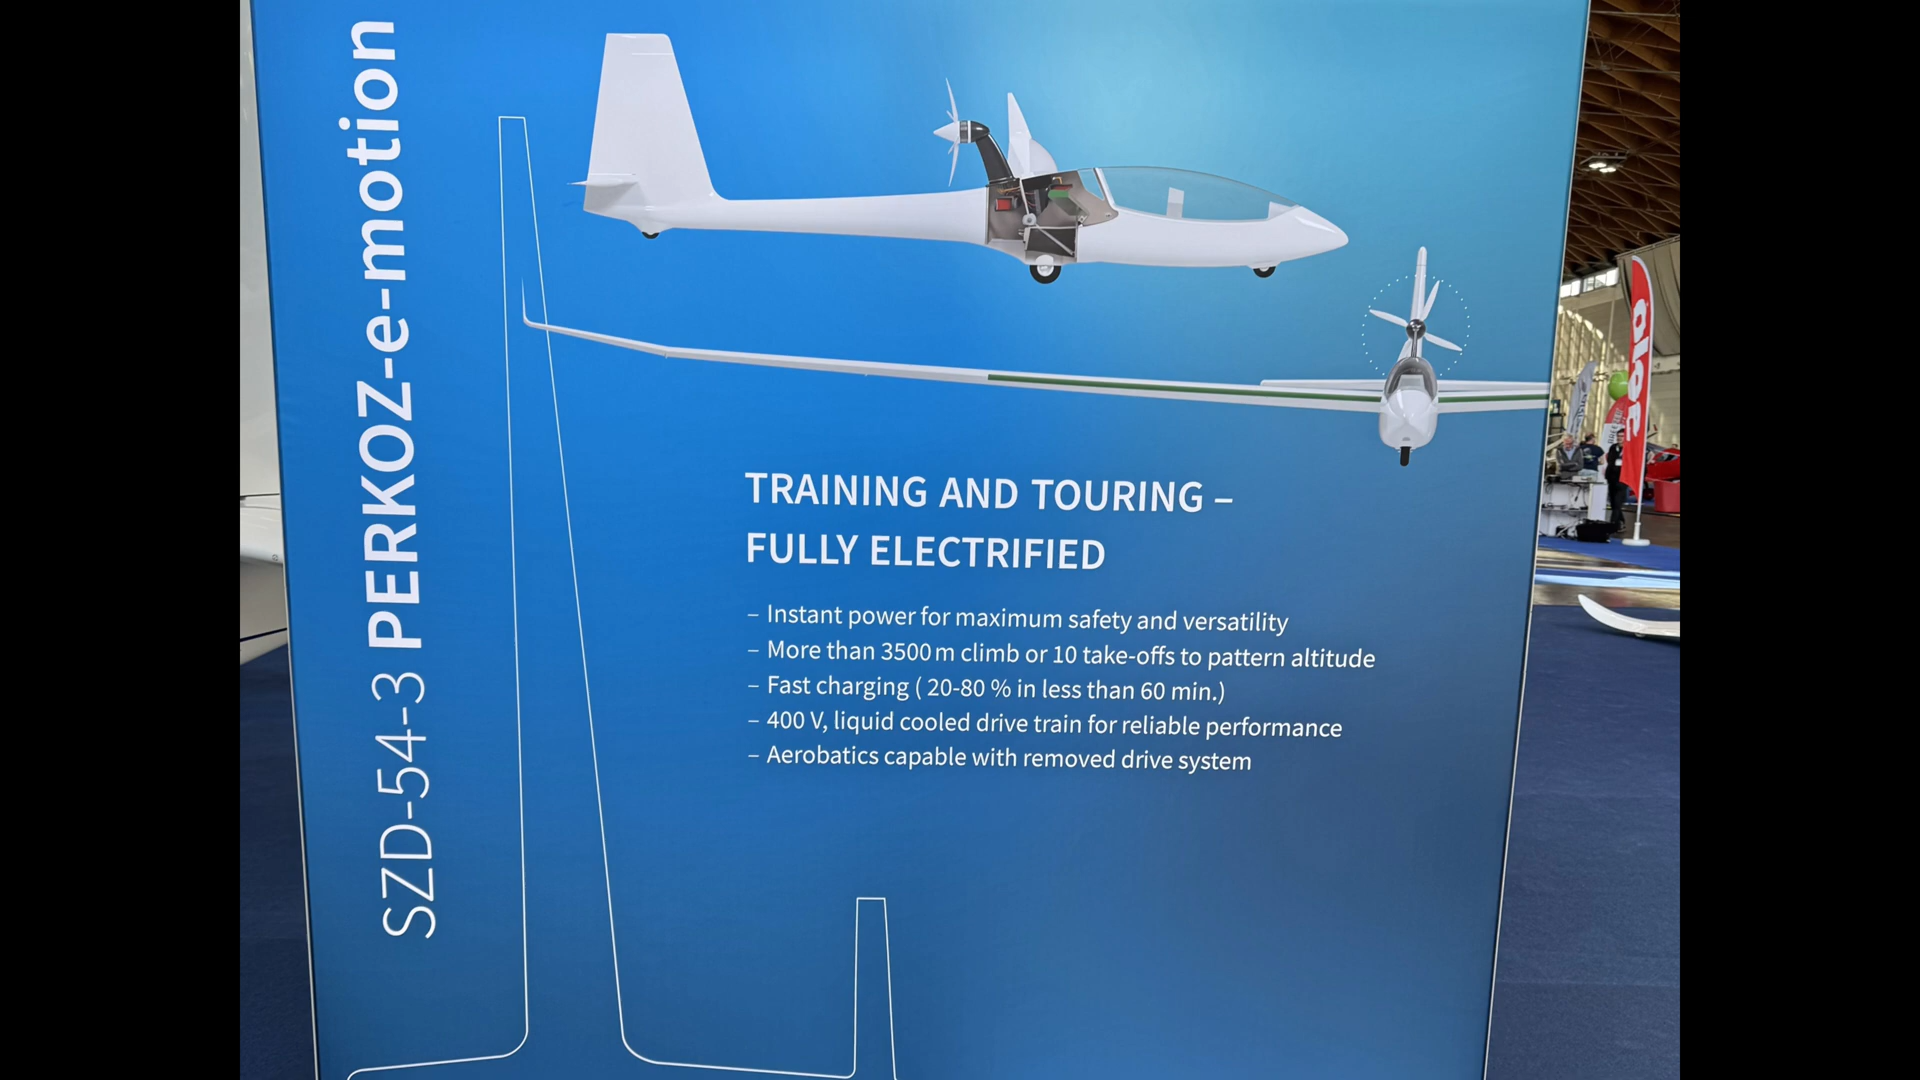 SZD-54-3 PERKOZ-e-motion
TRAINING AND TOURING –
FULLY ELECTRIFIED
– Instant power for maximum safety and versatility
– More than 3500 m climb or 10 take-offs to pattern altitude
– Fast charging ( 20-80 % in less than 60 min.)
– 400 V, liquid cooled drive train for reliable performance
– Aerobatics capable with removed drive system